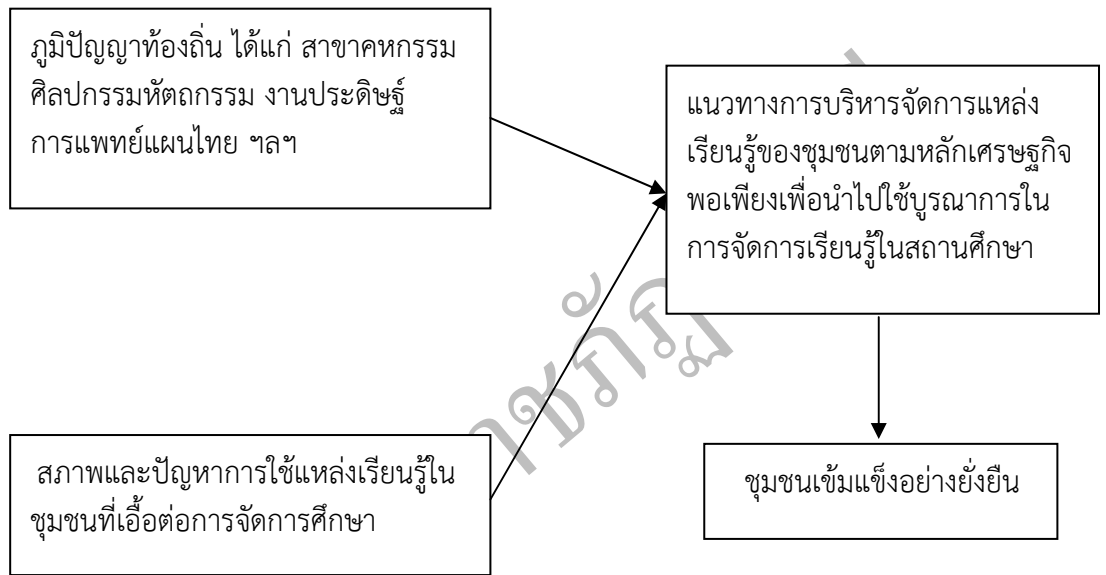 ภูมิปัญญาท้องถิ่น ได้แก่ สาขาคหกรรม
ศิลปกรรมหัตถกรรม งานประดิษฐ์
การแพทย์แผนไทย ฯลฯ
แนวทางการบริหารจัดการแหล่ง
เรียนรู้ของชุมชนตามหลักเศรษฐกิจ
พอเพียงเพื่อนำไปใช้บูรณาการใน
การจัดการเรียนรู้ในสถานศึกษา
สภาพและปัญหาการใช้แหล่งเรียนรู้ใน
ชุมชนที่เอื้อต่อการจัดการศึกษา
ชุมชนเข้มแข็งอย่างยั่งยืน
ราชภัฏ